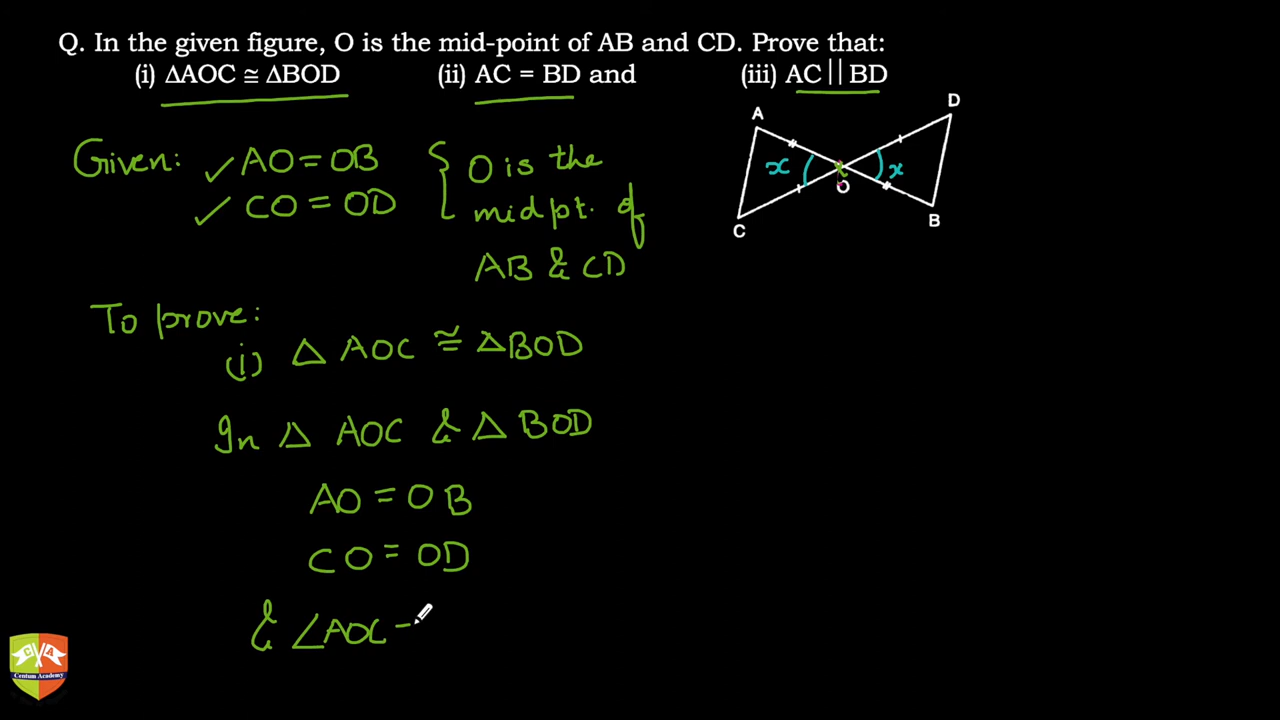 Q. In the given figure, O is the mid-point of AB and CD. Prove that:
(i) ΔAOC ≅ ΔBOD (ii) AC = BD and (iii) AC || BD
Given: ✓ AO = OB { O is the
✓ CO = OD midpt. of
AB & CD
A
D
x
x
O
C
B
To prove:
(i) Δ AOC ≅ ΔBOD
In Δ AOC & Δ BOD
AO = OB
CO = OD
& ∠AOC -
C A
Centum Academy